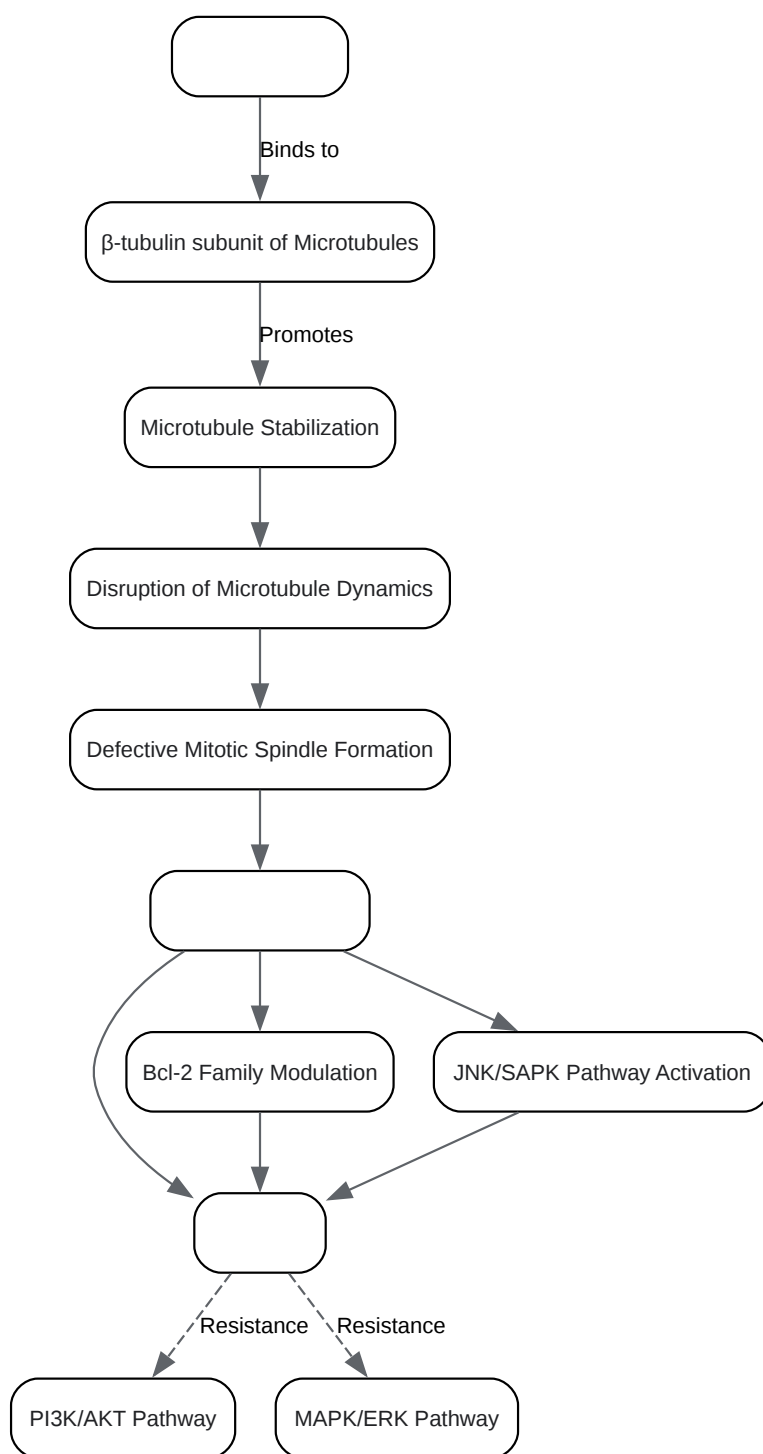 Binds to
β-tubulin subunit of Microtubules
Promotes
Microtubule Stabilization
Disruption of Microtubule Dynamics
Defective Mitotic Spindle Formation
Bcl-2 Family Modulation
JNK/SAPK Pathway Activation
Resistance
Resistance
PI3K/AKT Pathway
MAPK/ERK Pathway